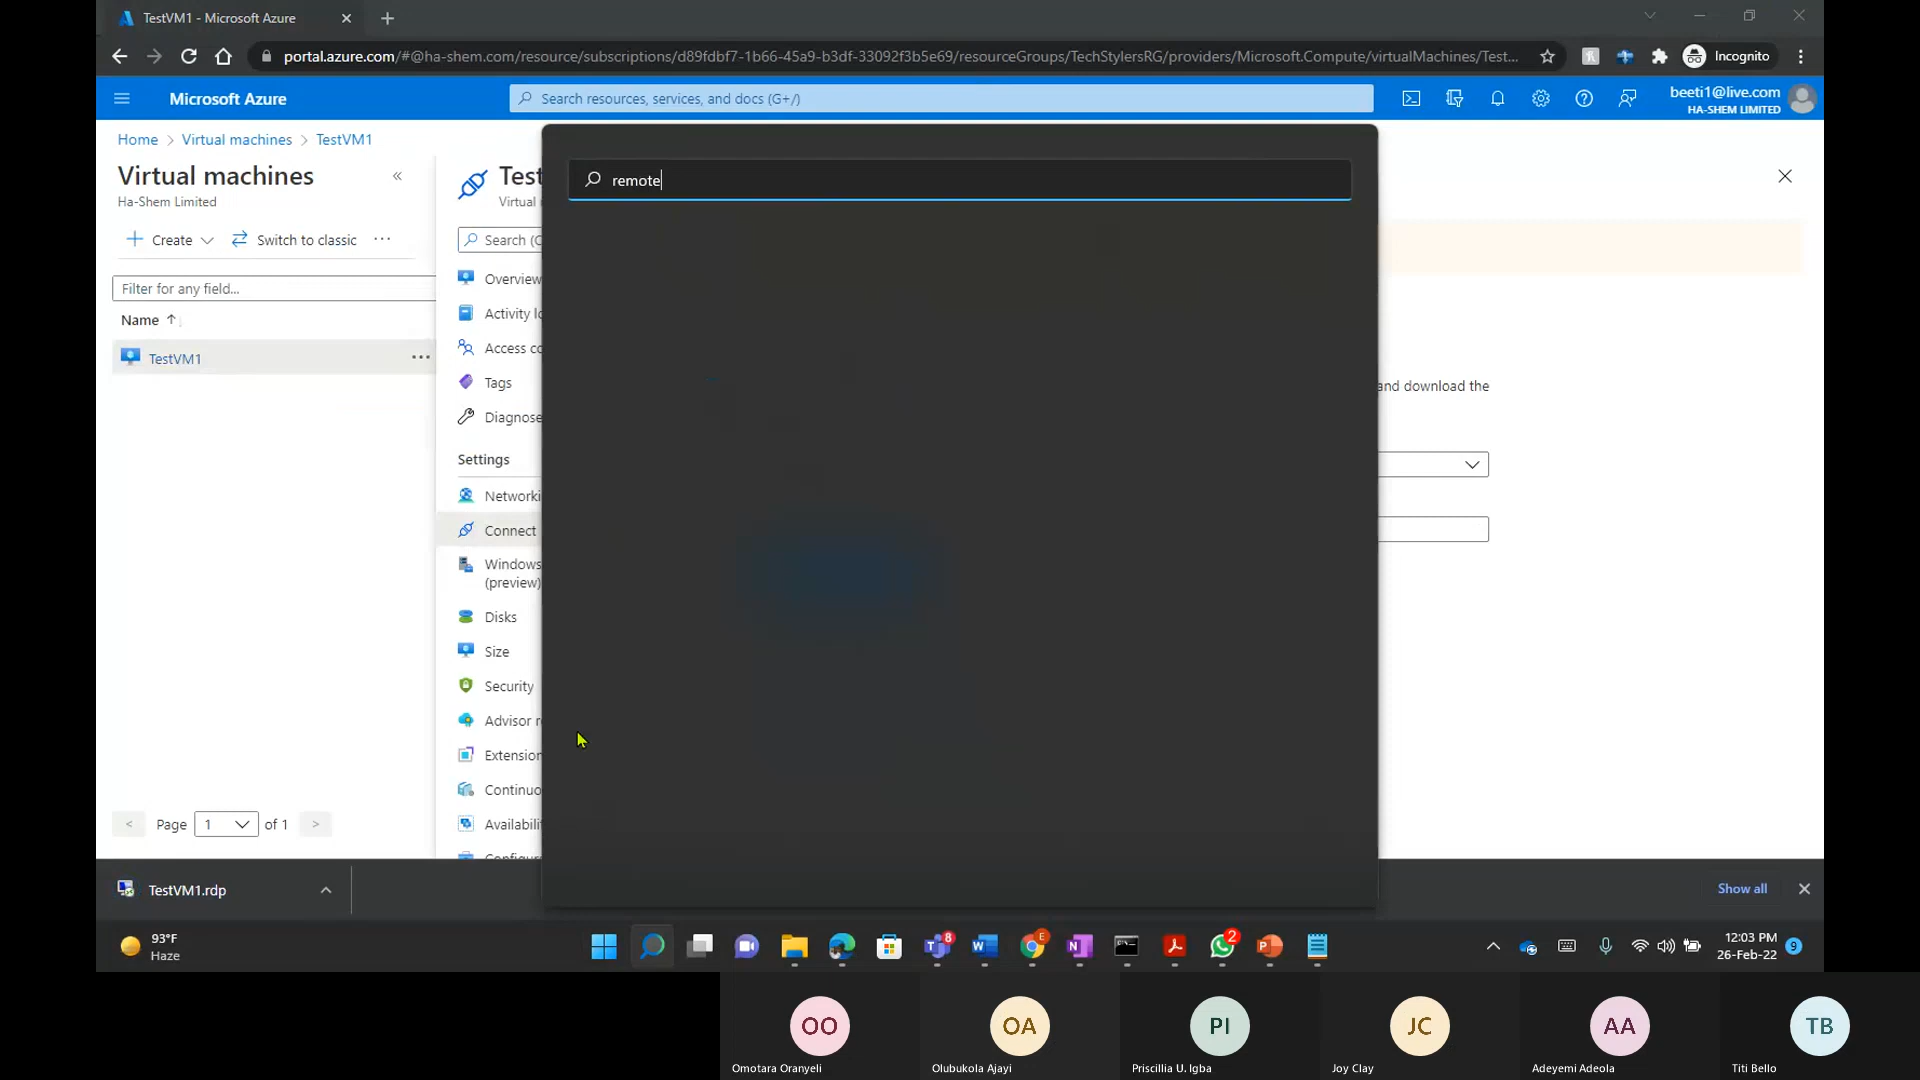 TestVM1 - Microsoft Azure
portal.azure.com/#@ha-shem.com/resource/subscriptions/d89fdbf7-1b66-45a9-b3df-33092f3b5e69/resourceGroups/TechStylersRG/providers/Microsoft.Compute/virtualMachines/Test...
Incognito
Microsoft Azure
Search resources, services, and docs (G+/)
beeti1@live.com
HA-SHEM LIMITED
Home > Virtual machines > TestVM1
Virtual machines
Ha-Shem Limited
Create
Switch to classic
Filter for any field...
Name ↑
TestVM1
Page 1 of 1
Test
Virtual
Search (C
Overview
Activity lo
Access co
Tags
Diagnose
Settings
Networki
Connect
Windows
(preview)
Disks
Size
Security
Advisor r
Extension
Continuo
Availabili
Configur
remote
and download the
TestVM1.rdp
Show all
93°F
Haze
8
E
2
12:03 PM
26-Feb-22
9
OO
OA
PI
JC
AA
TB
Omotara Oranyeli
Olubukola Ajayi
Priscillia U. Igba
Joy Clay
Adeyemi Adeola
Titi Bello